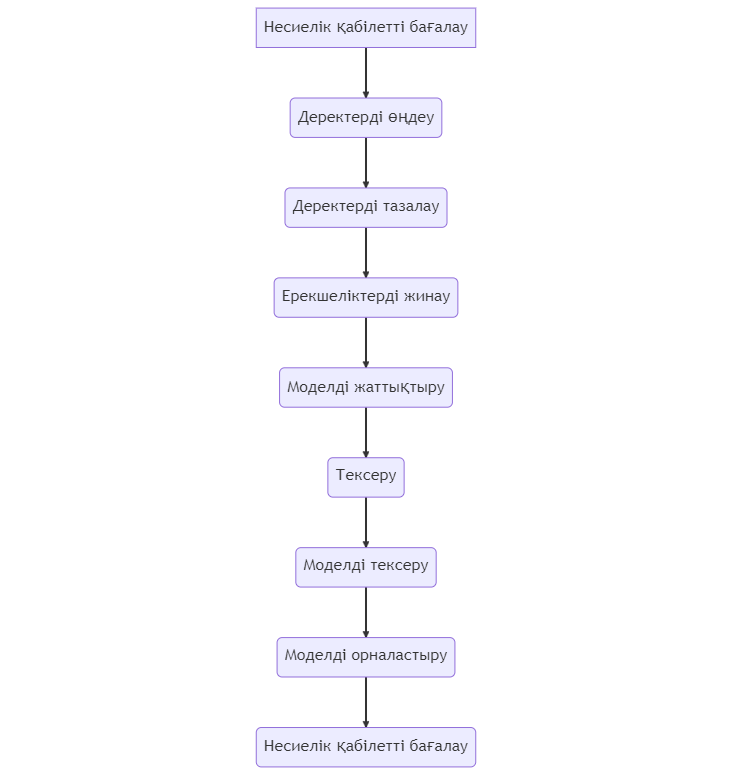 Несиелік қабілетті бағалау
Деректерді өңдеу
Деректерді тазалау
Ерекшеліктерді жинау
Моделді жаттықтыру
Тексеру
Моделді тексеру
Моделді орналастыру
Несиелік қабілетті бағалау